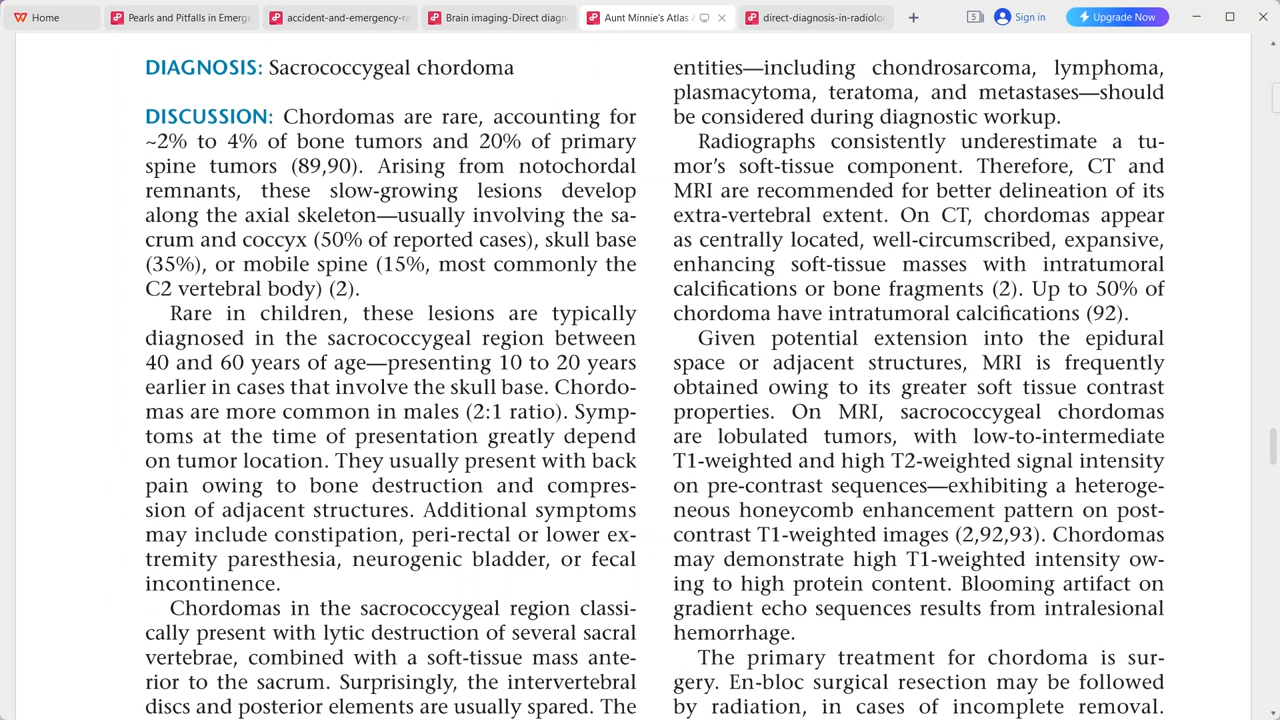 Home
Pearls and Pitfalls in Emerge
accident-and-emergency-ra
Brain imaging-Direct diagn
Aunt Minnie's Atlas
direct-diagnosis-in-radiolo
5
Sign in
Upgrade Now
DIAGNOSIS: Sacrococcygeal chordoma
DISCUSSION: Chordomas are rare, accounting for
~2% to 4% of bone tumors and 20% of primary
spine tumors (89,90). Arising from notochordal
remnants, these slow-growing lesions develop
along the axial skeleton—usually involving the sa-
crum and coccyx (50% of reported cases), skull base
(35%), or mobile spine (15%, most commonly the
C2 vertebral body) (2).
Rare in children, these lesions are typically
diagnosed in the sacrococcygeal region between
40 and 60 years of age—presenting 10 to 20 years
earlier in cases that involve the skull base. Chordo-
mas are more common in males (2:1 ratio). Symp-
toms at the time of presentation greatly depend
on tumor location. They usually present with back
pain owing to bone destruction and compres-
sion of adjacent structures. Additional symptoms
may include constipation, peri-rectal or lower ex-
tremity paresthesia, neurogenic bladder, or fecal
incontinence.
Chordomas in the sacrococcygeal region classi-
cally present with lytic destruction of several sacral
vertebrae, combined with a soft-tissue mass ante-
rior to the sacrum. Surprisingly, the intervertebral
discs and posterior elements are usually spared. The
entities—including chondrosarcoma, lymphoma,
plasmacytoma, teratoma, and metastases—should
be considered during diagnostic workup.
Radiographs consistently underestimate a tu-
mor's soft-tissue component. Therefore, CT and
MRI are recommended for better delineation of its
extra-vertebral extent. On CT, chordomas appear
as centrally located, well-circumscribed, expansive,
enhancing soft-tissue masses with intratumoral
calcifications or bone fragments (2). Up to 50% of
chordoma have intratumoral calcifications (92).
Given potential extension into the epidural
space or adjacent structures, MRI is frequently
obtained owing to its greater soft tissue contrast
properties. On MRI, sacrococcygeal chordomas
are lobulated tumors, with low-to-intermediate
T1-weighted and high T2-weighted signal intensity
on pre-contrast sequences—exhibiting a heteroge-
neous honeycomb enhancement pattern on post-
contrast T1-weighted images (2,92,93). Chordomas
may demonstrate high T1-weighted intensity ow-
ing to high protein content. Blooming artifact on
gradient echo sequences results from intralesional
hemorrhage.
The primary treatment for chordoma is sur-
gery. En-bloc surgical resection may be followed
by radiation, in cases of incomplete removal.